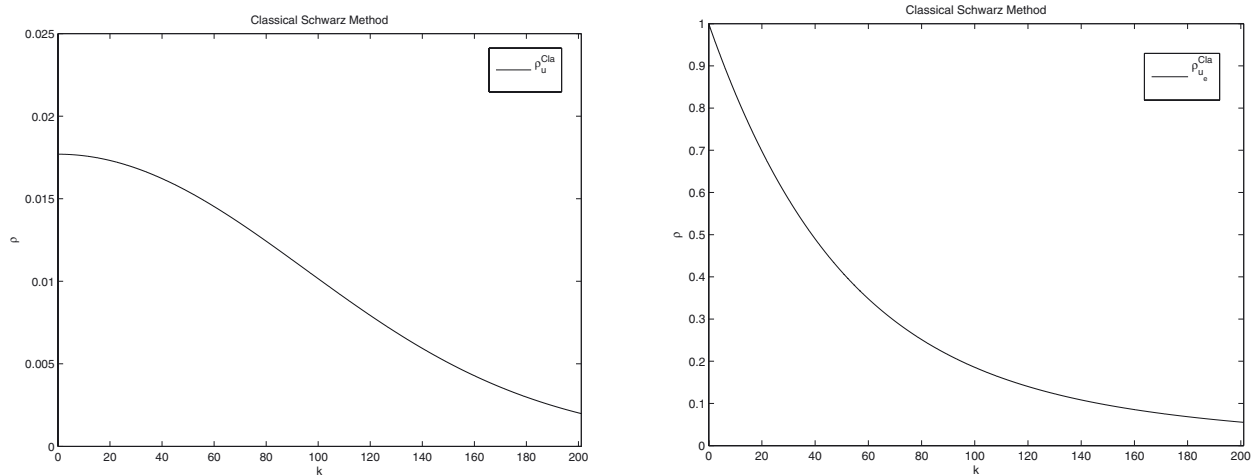 Classical Schwarz Method
0.025
0.02
0.015
0.01
0.005
0
ρ
ρ_u^Cla
0 20 40 60 80 100 120 140 160 180 200
k
Classical Schwarz Method
1
0.9
0.8
0.7
0.6
0.5
0.4
0.3
0.2
0.1
0
ρ
ρ_{u_e}^Cla
0 20 40 60 80 100 120 140 160 180 200
k